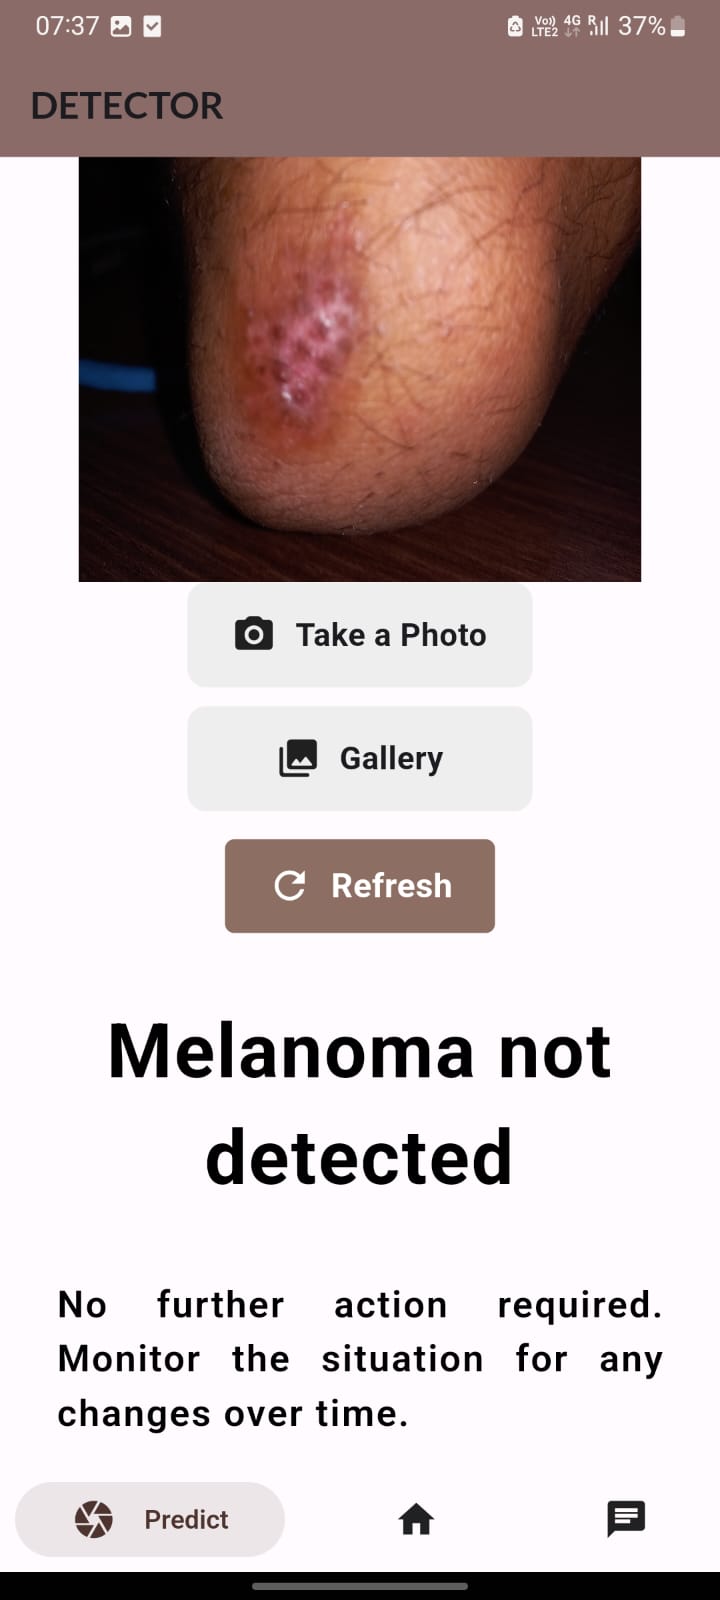 07:37 Vo)) LTE2 4G R 37%
DETECTOR
Take a Photo
Gallery
Refresh
Melanoma not
detected
No further action required.
Monitor the situation for any
changes over time.
Predict